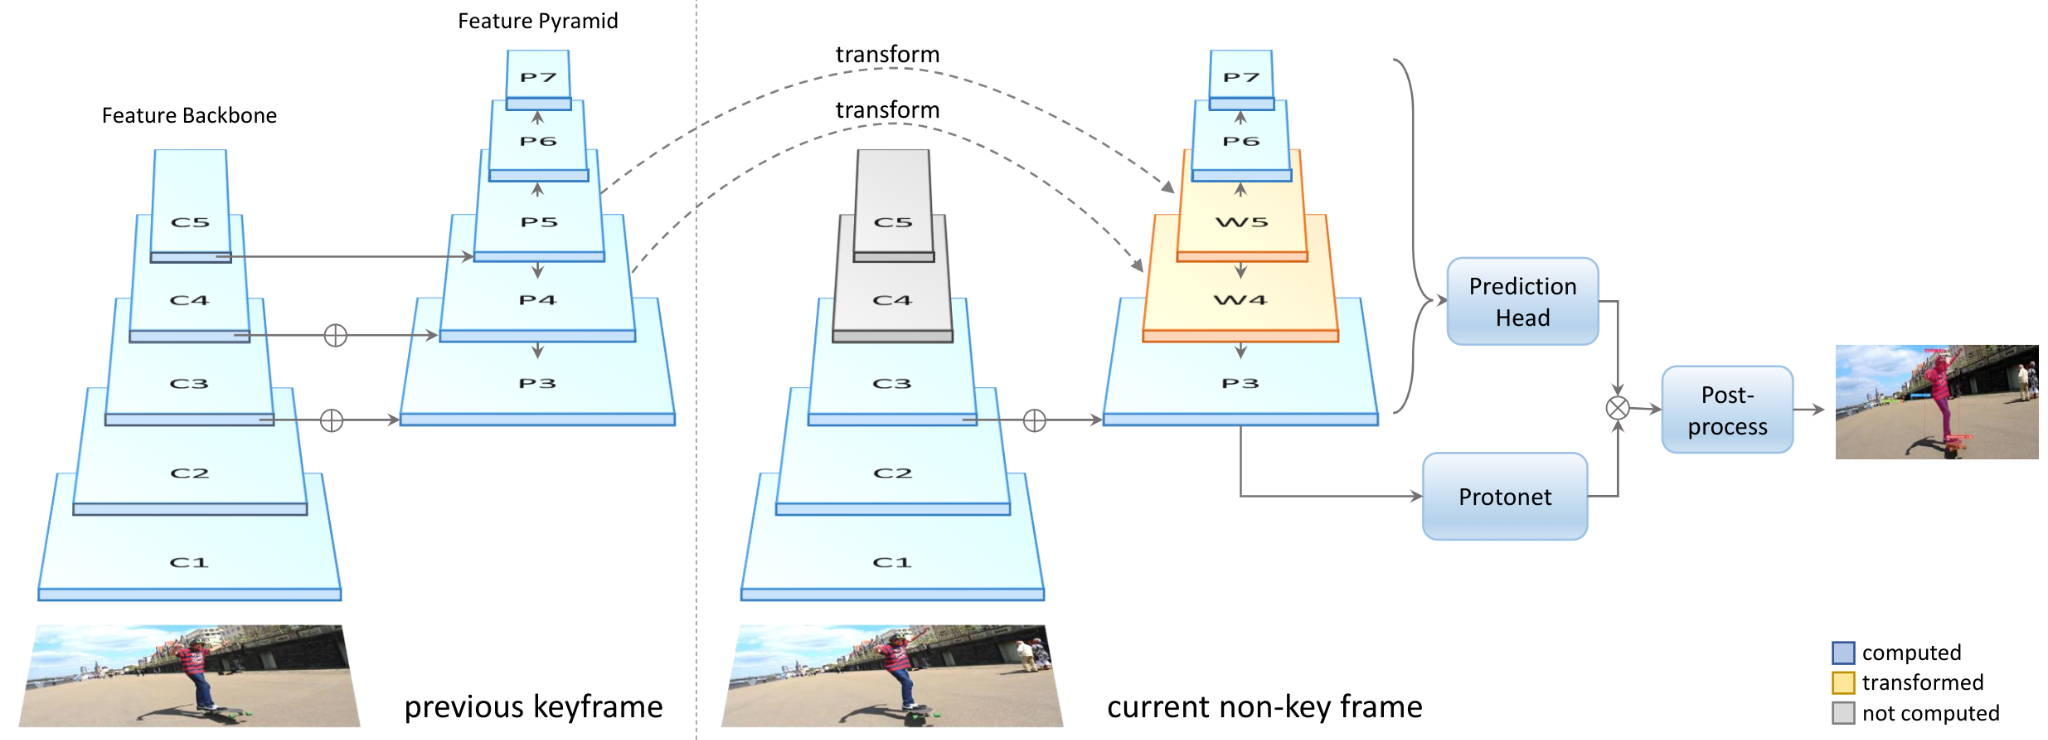 Feature Pyramid
Feature Backbone
P7
P6
P5
P4
P3
C5
C4
C3
C2
C1
previous keyframe
transform
transform
C5
C4
C3
C2
C1
P7
P6
W5
W4
P3
current non-key frame
Prediction
Head
Protonet
Post-
process
computed
transformed
not computed